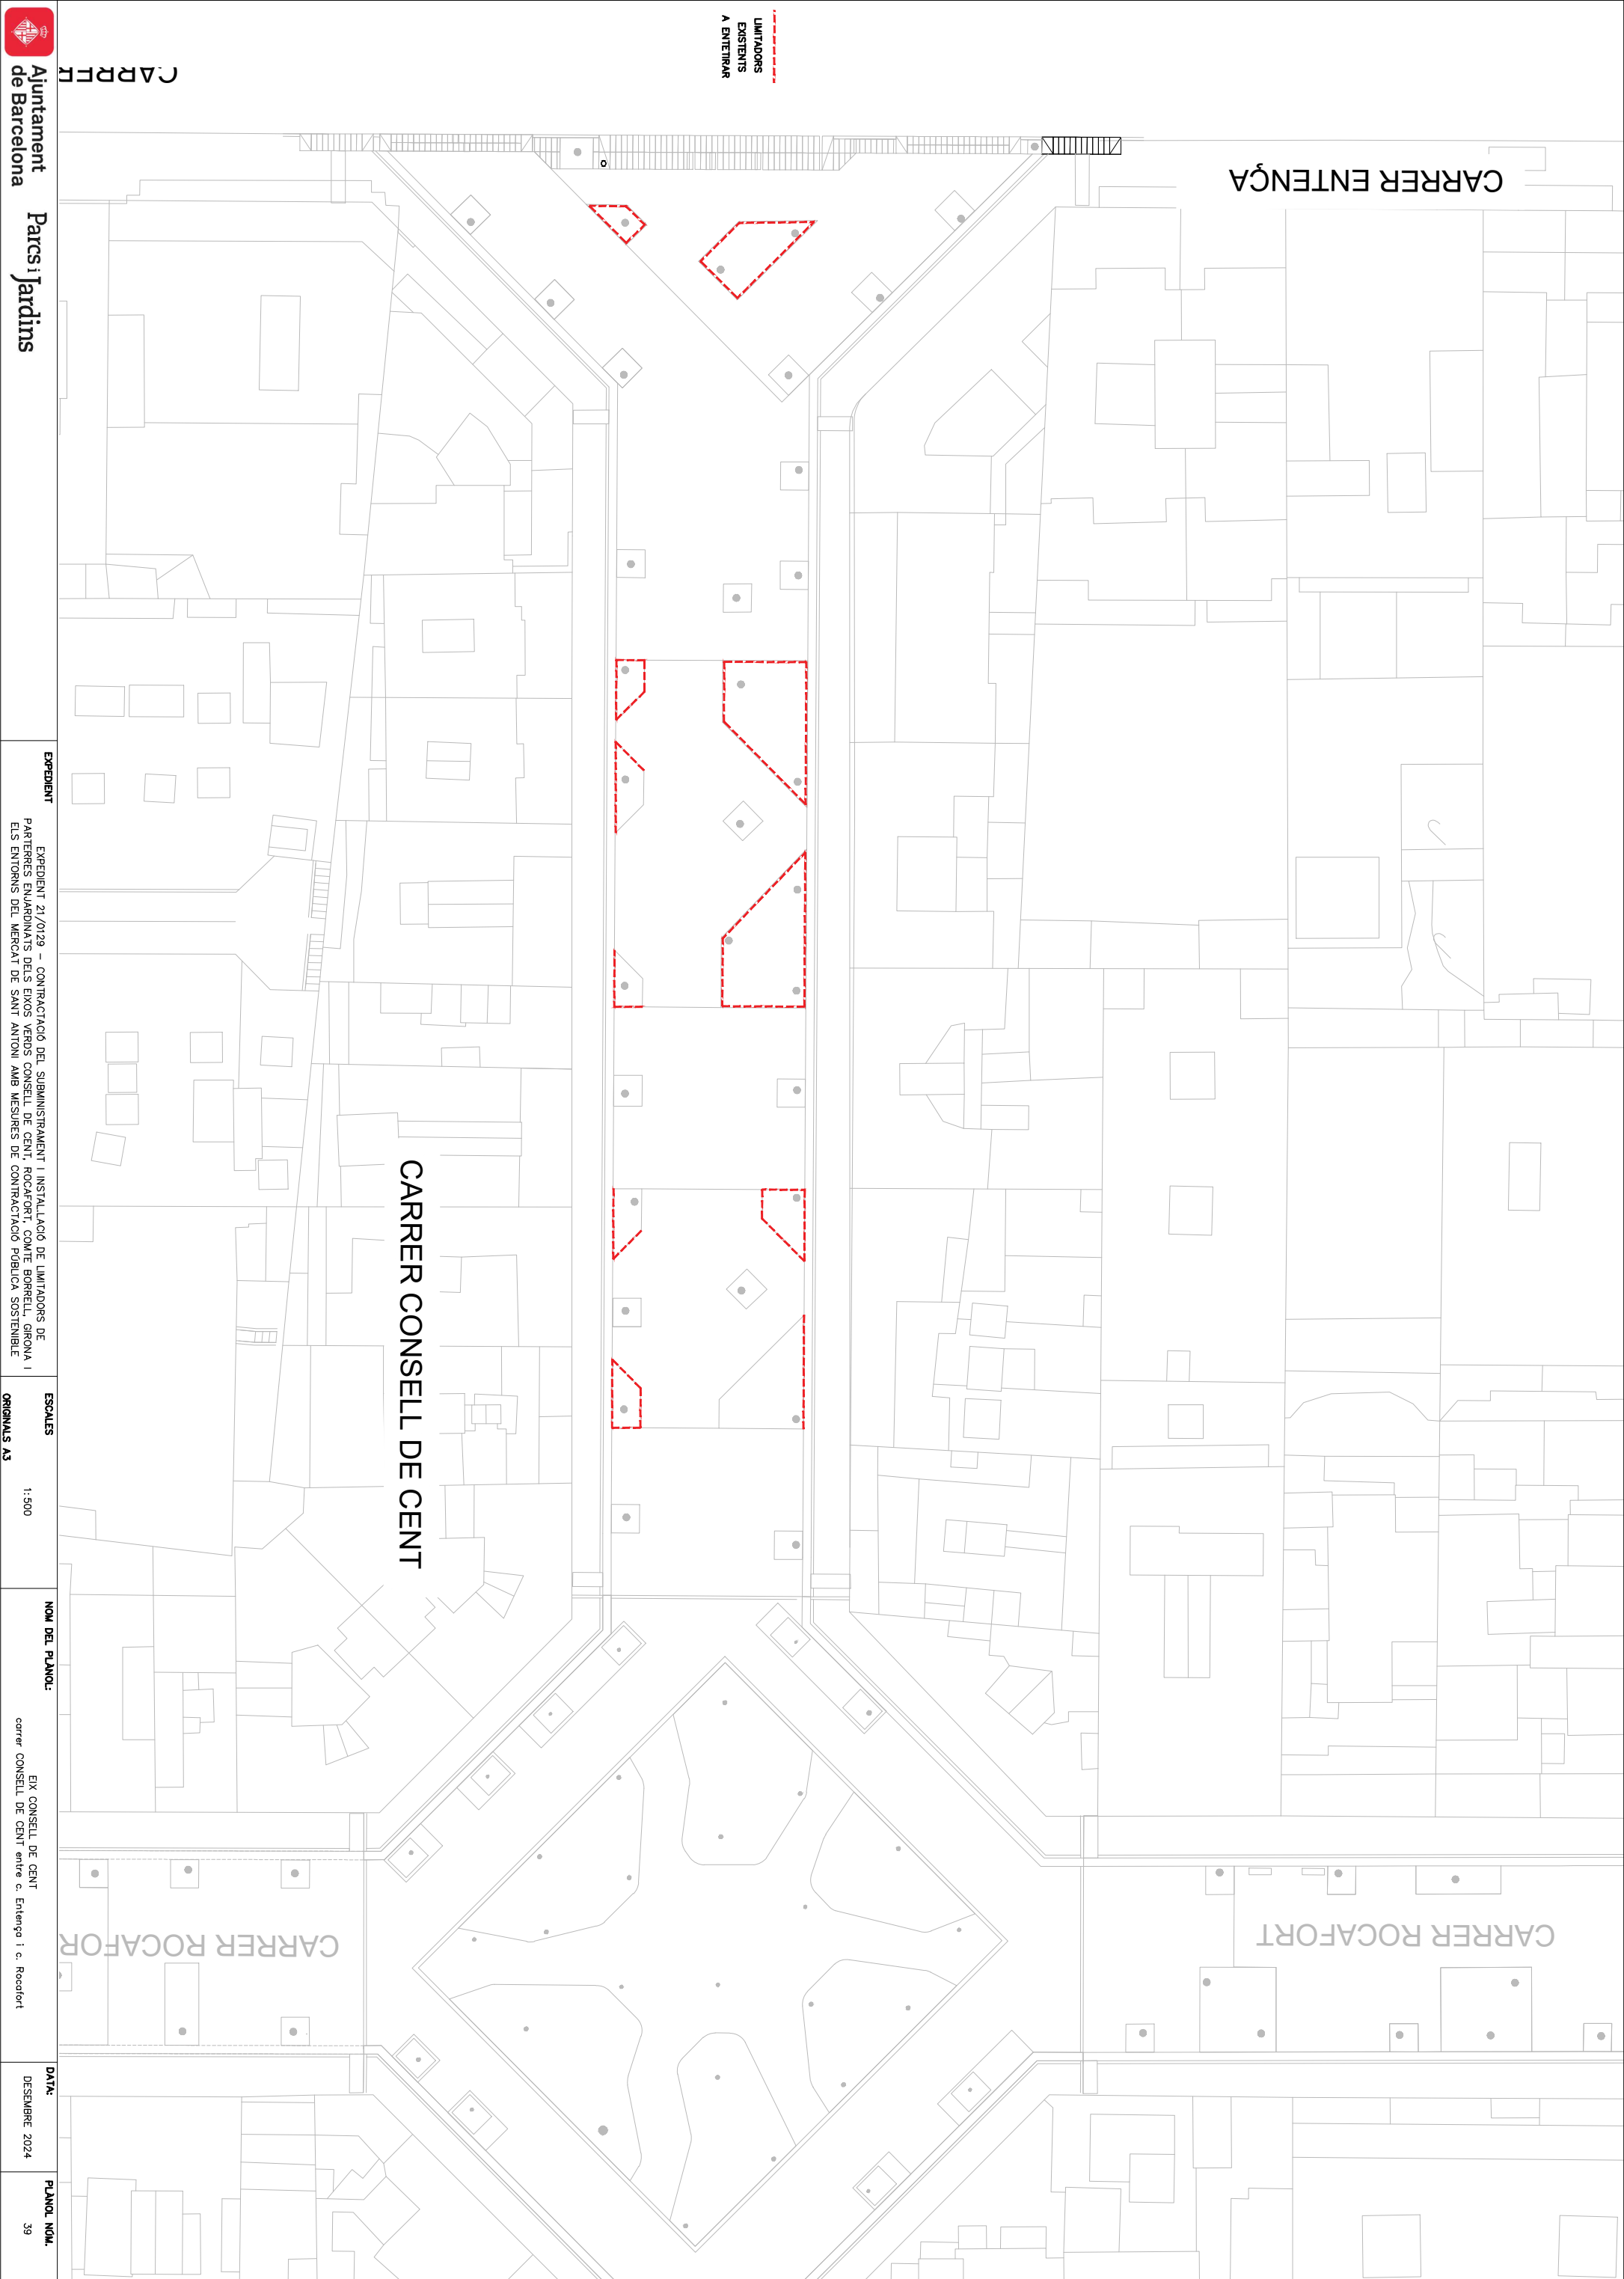 LIMITADORS
EXISTENTS
A ENTETIRAR
CARRER
CARRER ENTENÇA
CARRER CONSELL DE CENT
CARRER ROCAFOR
CARRER ROCAFORT
Ajuntament
de Barcelona
Parcs i Jardins
EXPEDIENT
EXPEDIENT 21/0129 – CONTRACTACIÓ DEL SUBMINISTRAMENT I INSTAL.LACIÓ DE LIMITADORS DE
PARTERRES ENJARDINATS DELS EIXOS VERDS CONSELL DE CENT, ROCAFORT, COMTE BORRELL, GIRONA I
ELS ENTORNS DEL MERCAT DE SANT ANTONI AMB MESURES DE CONTRACTACIÓ PÚBLICA SOSTENIBLE
ESCALES
1:500
ORIGINALS A3
NOM DEL PLÀNOL:
EIX CONSELL DE CENT
carrer CONSELL DE CENT entre c. Entença i c. Rocafort
DATA:
DESEMBRE 2024
PLÀNOL NÚM.
39